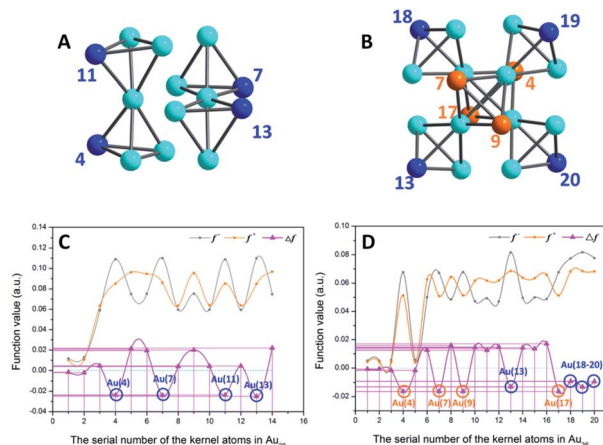 A
11
4
7
13
B
18
19
7
4
17
9
13
20
C
f⁻ f⁺ Δf
0.14
0.12
0.10
0.08
0.06
0.04
0.02
0.00
-0.02
-0.04
Function value (a.u.)
Au(4)
Au(7)
Au(11)
Au(13)
0 2 4 6 8 10 12 14
The serial number of the kernel atoms in Au
D
f⁻ f⁺ Δf
0.10
0.08
0.06
0.04
0.02
0.00
-0.02
Function value (a.u.)
Au(4)
Au(7)
Au(9)
Au(13)
Au(17)
Au(18-20)
0 2 4 6 8 10 12 14 16 18 20
The serial number of the kernel atoms in Au